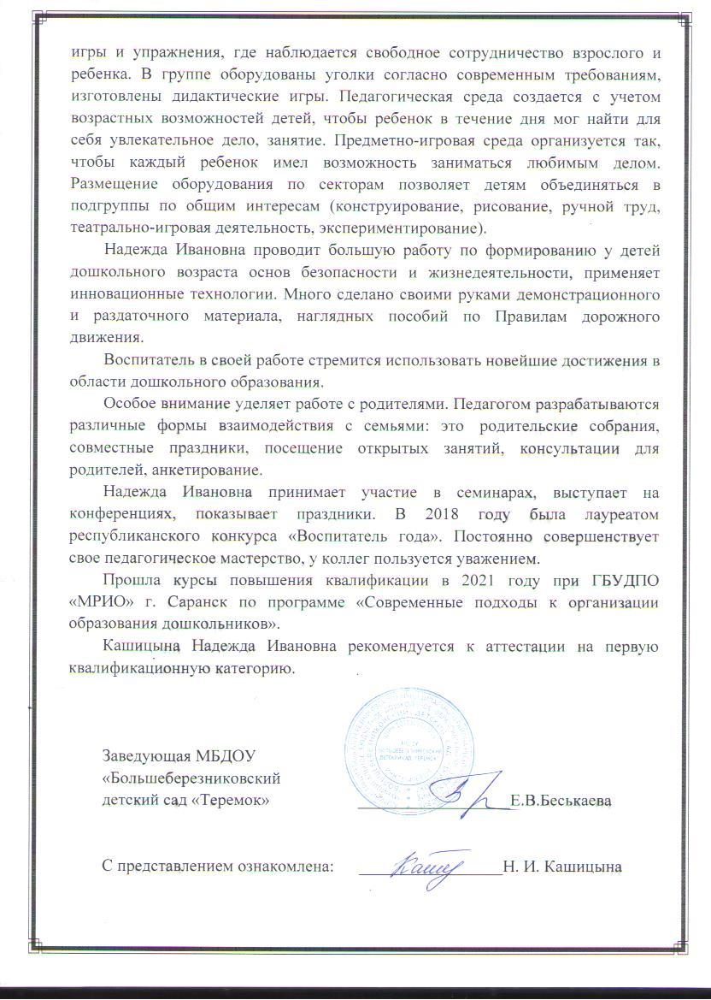 игры и упражнения, где наблюдается свободное сотрудничество взрослого и
ребенка. В группе оборудованы уголки согласно современным требованиям,
изготовлены дидактические игры. Педагогическая среда создается с учетом
возрастных возможностей детей, чтобы ребенок в течение дня мог найти для
себя увлекательное дело, занятие. Предметно-игровая среда организуется так,
чтобы каждый ребенок имел возможность заниматься любимым делом.
Размещение оборудования по секторам позволяет детям объединяться в
подгруппы по общим интересам (конструирование, рисование, ручной труд,
театрально-игровая деятельность, экспериментирование).
Надежда Ивановна проводит большую работу по формированию у детей
дошкольного возраста основ безопасности и жизнедеятельности, применяет
инновационные технологии. Много сделано своими руками демонстрационного
и раздаточного материала, наглядных пособий по Правилам дорожного
движения.
Воспитатель в своей работе стремится использовать новейшие достижения в
области дошкольного образования.
Особое внимание уделяет работе с родителями. Педагогом разрабатываются
различные формы взаимодействия с семьями: это родительские собрания,
совместные праздники, посещение открытых занятий, консультации для
родителей, анкетирование.
Надежда Ивановна принимает участие в семинарах, выступает на
конференциях, показывает праздники. В 2018 году была лауреатом
республиканского конкурса «Воспитатель года». Постоянно совершенствует
свое педагогическое мастерство, у коллег пользуется уважением.
Прошла курсы повышения квалификации в 2021 году при ГБУДПО
«МРИО» г. Саранск по программе «Современные подходы к организации
образования дошкольников».
Кашицына Надежда Ивановна рекомендуется к аттестации на первую
квалификационную категорию.
Заведующая МБДОУ
«Большеберезниковский
детский сад «Теремок» Е.В.Беськаева
МБДОУ
"БОЛЬШЕБЕРЕЗНИКОВСКИЙ
ДЕТСКИЙ САД "ТЕРЕМОК"
С представлением ознакомлена: Н. И. Кашицына